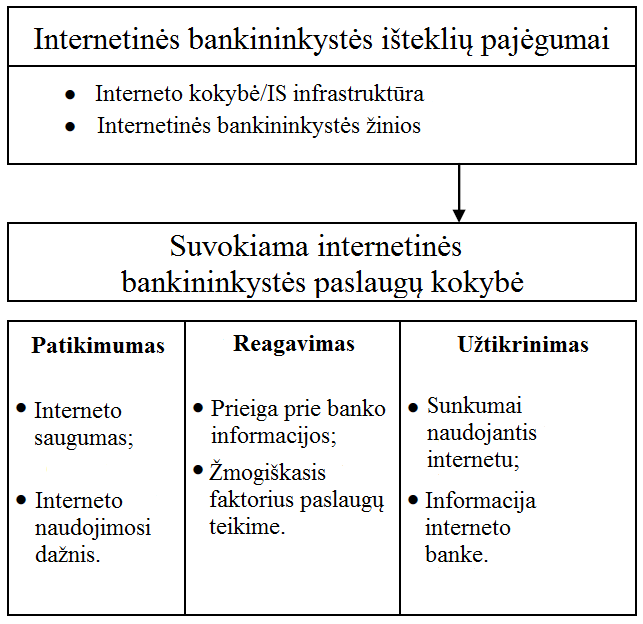 Internetinės bankininkystės išteklių pajėgumai
● Interneto kokybė/IS infrastruktūra
● Internetinės bankininkystės žinios
Suvokiama internetinės
bankininkystės paslaugų kokybė
Patikimumas
● Interneto
saugumas;
● Interneto
naudojimosi
dažnis.
Reagavimas
● Prieiga prie banko
informacijos;
● Žmogiškasis
faktorius paslaugų
teikime.
Užtikrinimas
● Sunkumai
naudojantis
internetu;
● Informacija
interneto
banke.